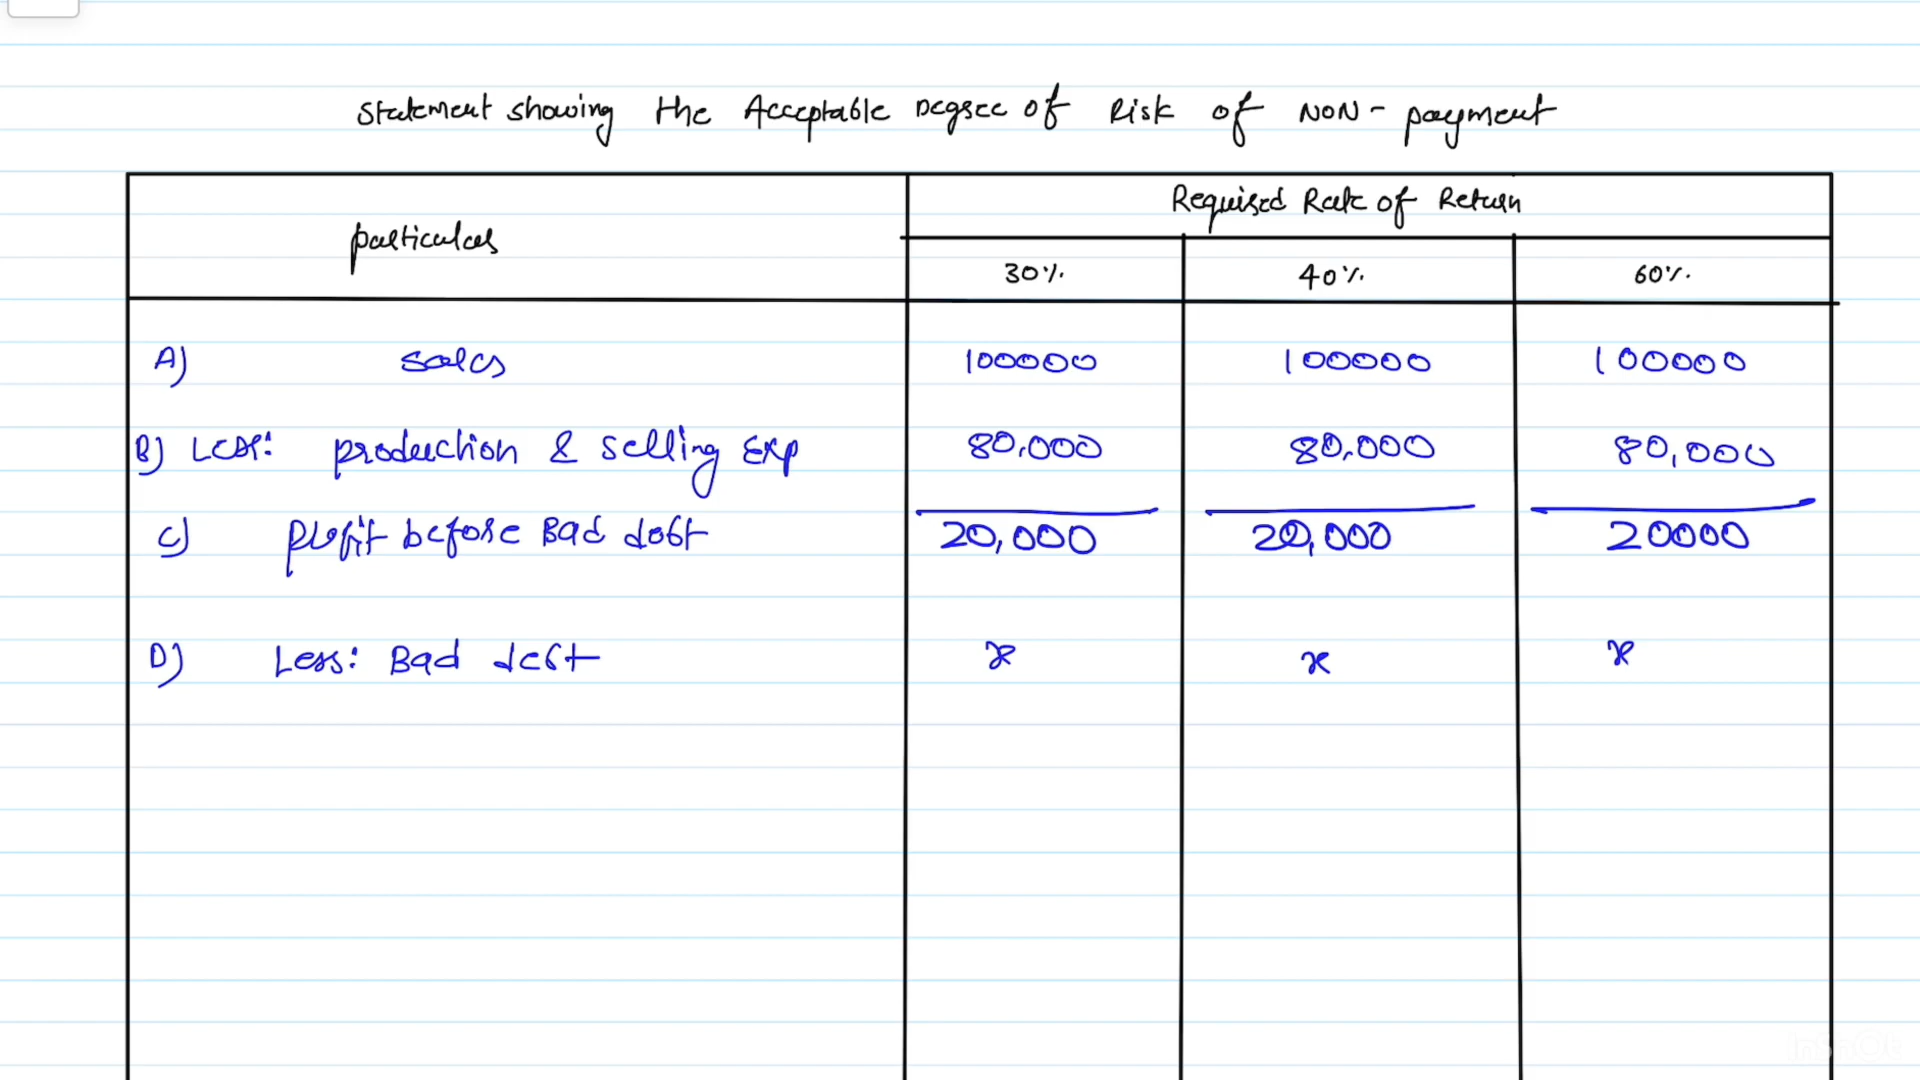 Statement showing the Acceptable Degree of Risk of NON-payment
particulars
Required Rate of Return
30% 40% 60%
A) sales 100000 100000 100000
B) Less: production & selling Exp 80,000 80,000 80,000
C) profit before Bad debt 20,000 20,000 20000
D) Less: Bad debt x x x